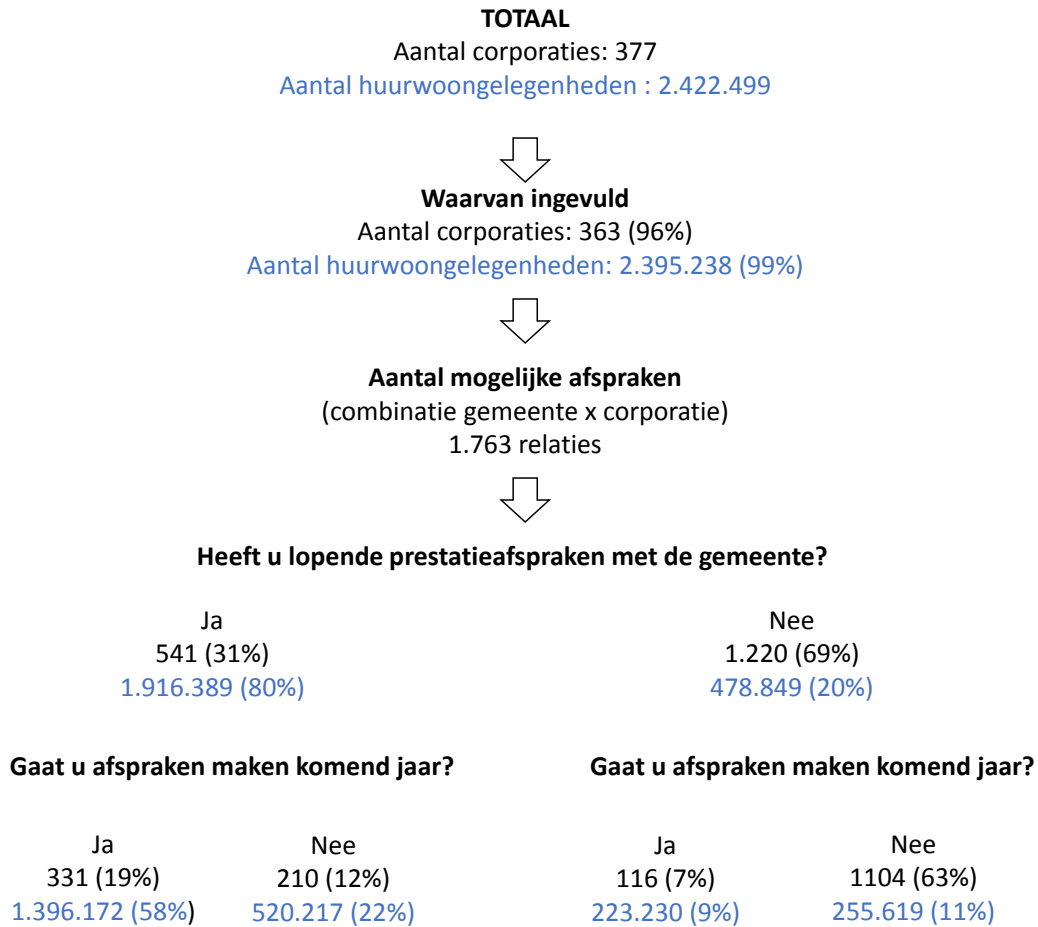 TOTAAL
Aantal corporaties: 377
Aantal huurwoongelegenheden : 2.422.499
Waarvan ingevuld
Aantal corporaties: 363 (96%)
Aantal huurwoongelegenheden: 2.395.238 (99%)
Aantal mogelijke afspraken
(combinatie gemeente x corporatie)
1.763 relaties
Heeft u lopende prestatieafspraken met de gemeente?
Ja
541 (31%)
1.916.389 (80%)
Nee
1.220 (69%)
478.849 (20%)
Gaat u afspraken maken komend jaar?
Ja
331 (19%)
1.396.172 (58%)
Nee
210 (12%)
520.217 (22%)
Gaat u afspraken maken komend jaar?
Ja
116 (7%)
223.230 (9%)
Nee
1104 (63%)
255.619 (11%)